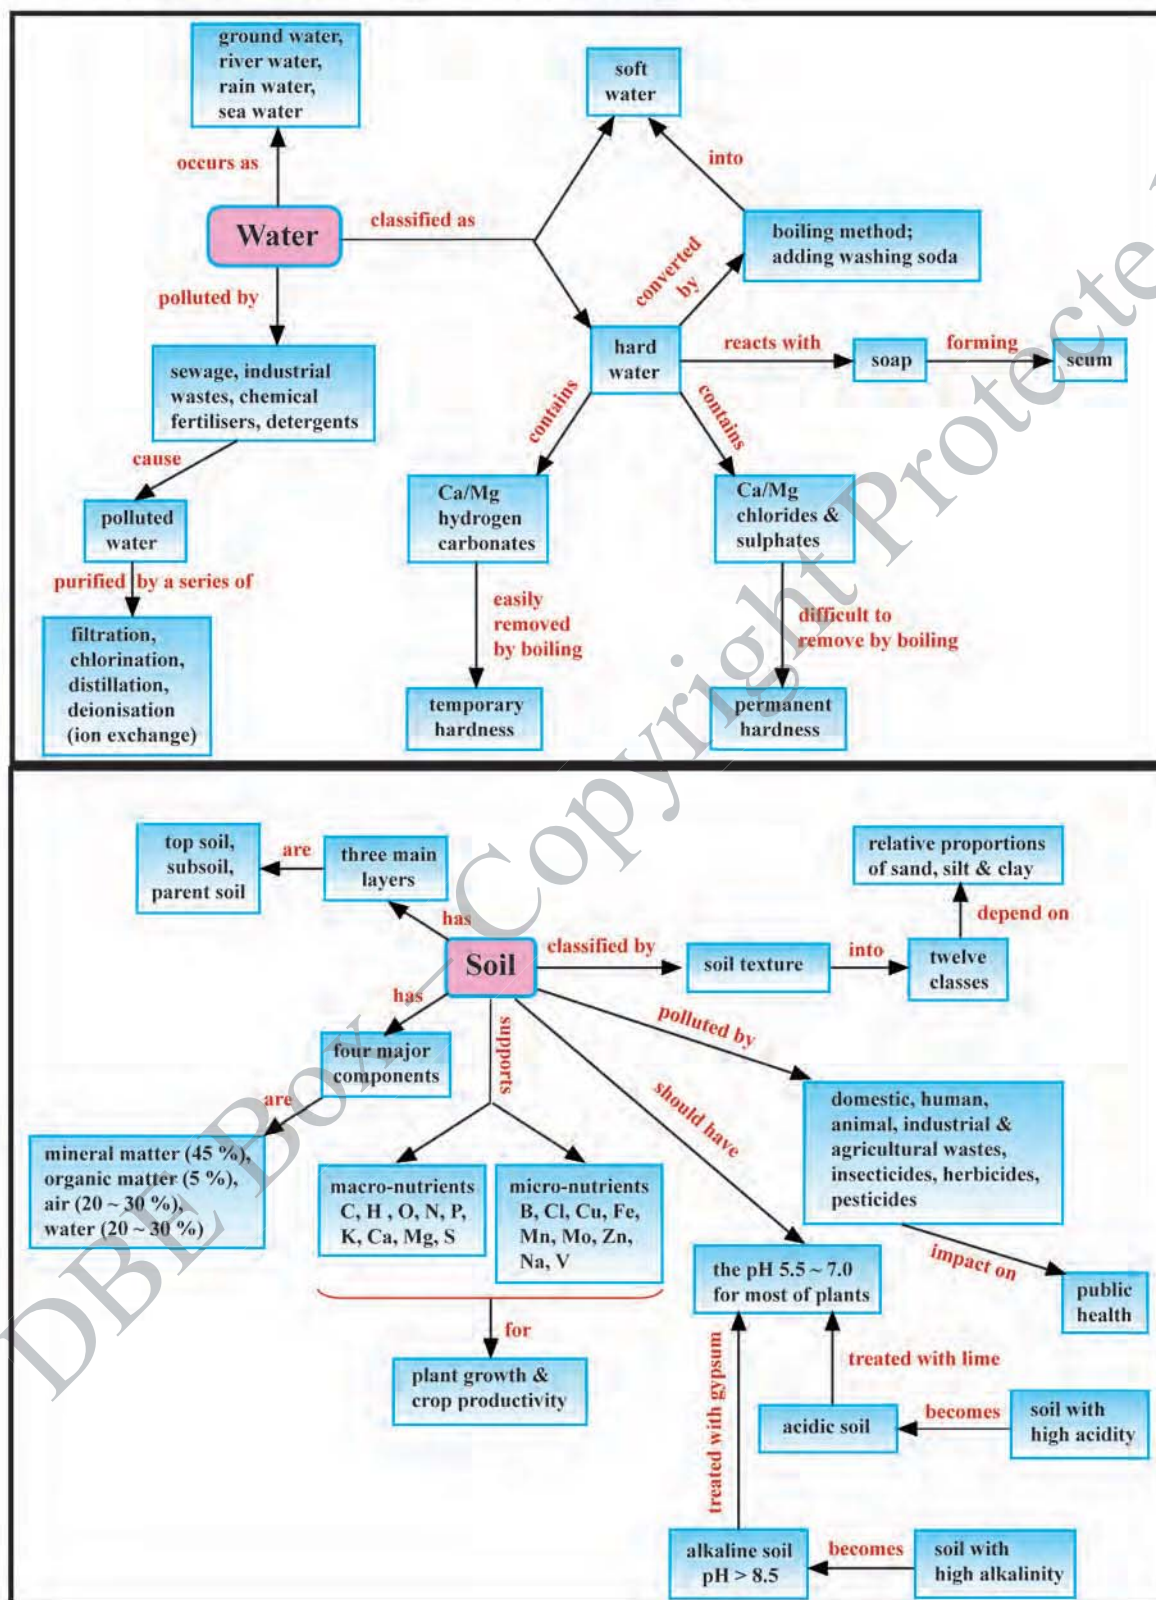 ground water,
river water,
rain water,
sea water
occurs as
Water
classified as
soft
water
into
boiling method;
adding washing soda
converted
by
polluted by
sewage, industrial
wastes, chemical
fertilisers, detergents
hard
water
reacts with
soap
forming
scum
cause
contains
contains
polluted
water
Ca/Mg
hydrogen
carbonates
Ca/Mg
chlorides &
sulphates
purified by a series of
filtration,
chlorination,
distillation,
deionisation
(ion exchange)
easily
removed
by boiling
difficult to
remove by boiling
temporary
hardness
permanent
hardness
top soil,
subsoil,
parent soil
are
three main
layers
has
relative proportions
of sand, silt & clay
depend on
Soil
classified by
soil texture
into
twelve
classes
has
four major
components
supports
polluted by
should have
are
mineral matter (45 %),
organic matter (5 %),
air (20 ~ 30 %),
water (20 ~ 30 %)
macro-nutrients
C, H , O, N, P,
K, Ca, Mg, S
micro-nutrients
B, Cl, Cu, Fe,
Mn, Mo, Zn,
Na, V
domestic, human,
animal, industrial &
agricultural wastes,
insecticides, herbicides,
pesticides
impact on
public
health
the pH 5.5 ~ 7.0
for most of plants
for
plant growth &
crop productivity
treated with gypsum
treated with lime
acidic soil
becomes
soil with
high acidity
alkaline soil
pH > 8.5
becomes
soil with
high alkalinity
DBE Box – Copyright Protected